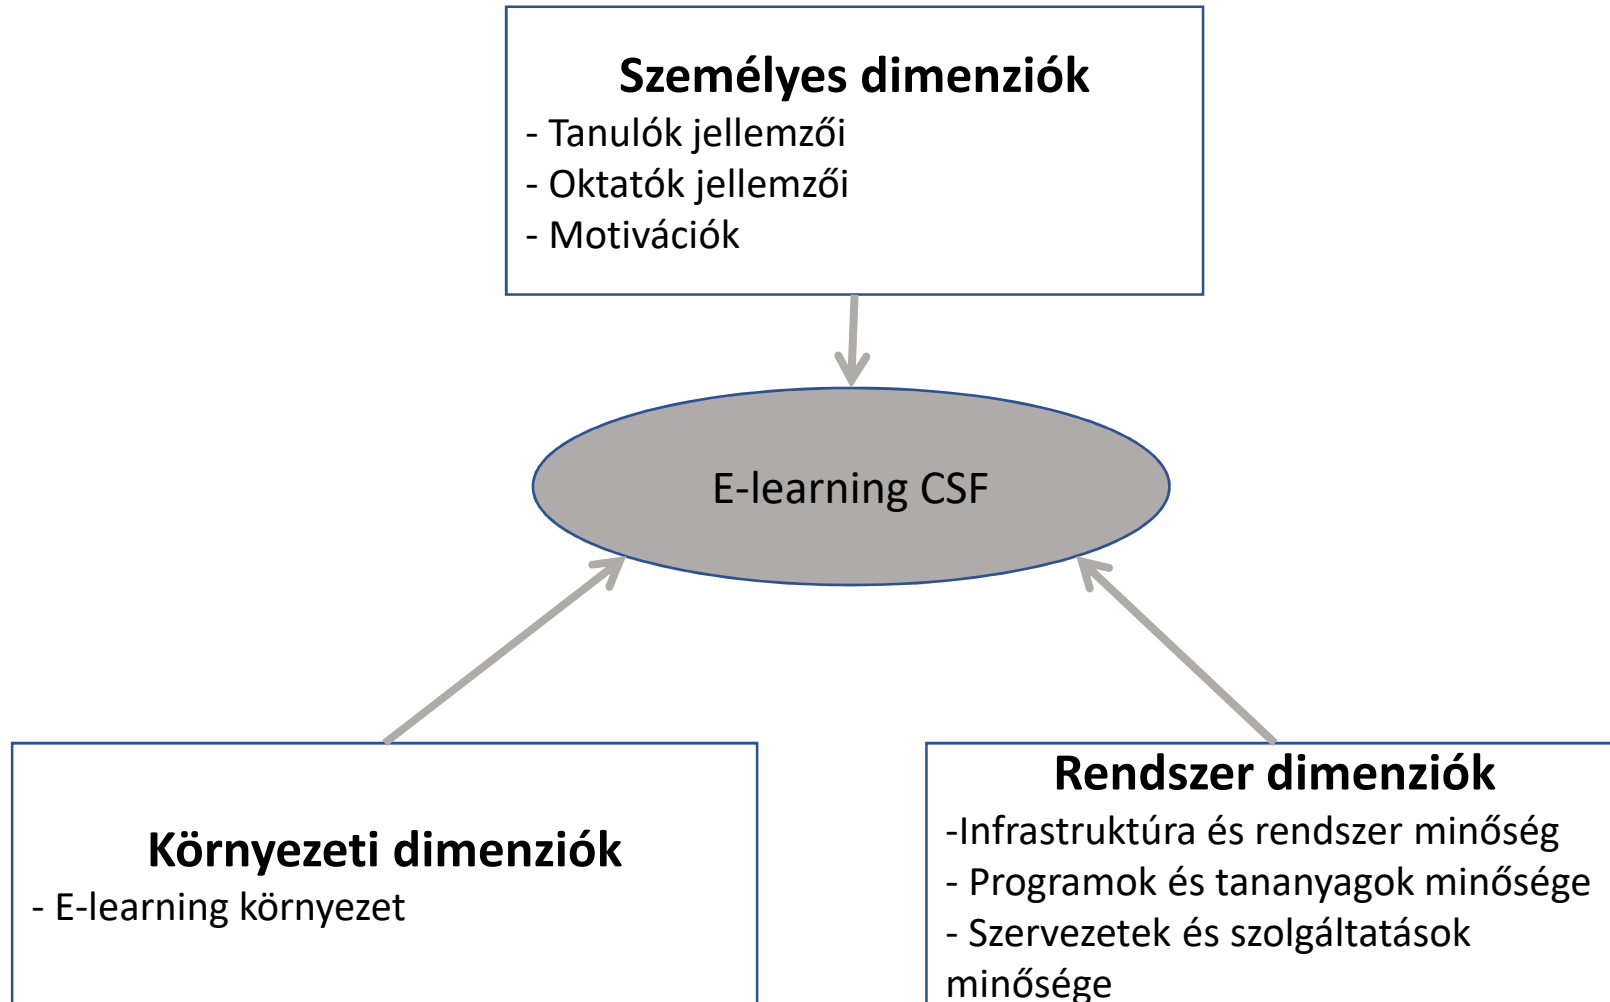 Személyes dimenziók
- Tanulók jellemzői
- Oktatók jellemzői
- Motivációk
E-learning CSF
Környezeti dimenziók
- E-learning környezet
Rendszer dimenziók
-Infrastruktúra és rendszer minőség
- Programok és tananyagok minősége
- Szervezetek és szolgáltatások
minősége